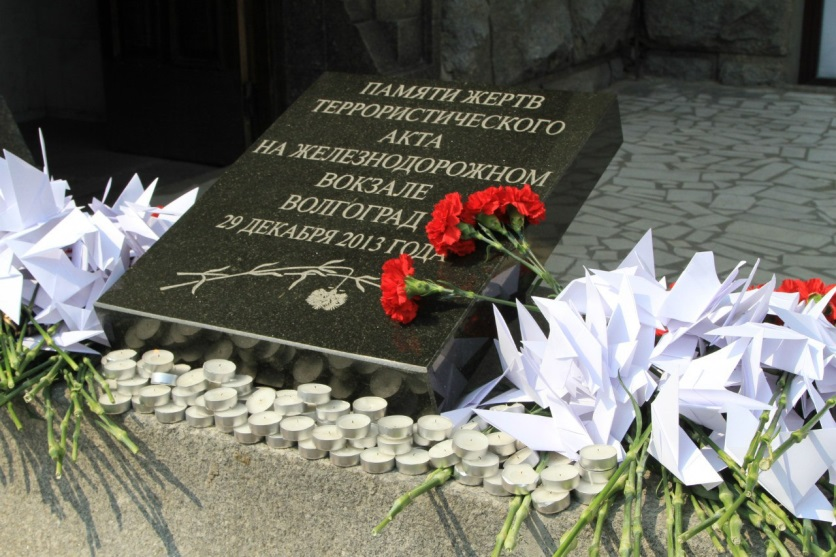 ПАМЯТИ ЖЕРТВ
ТЕРРОРИСТИЧЕСКОГО
АКТА
НА ЖЕЛЕЗНОДОРОЖНОМ
ВОКЗАЛЕ
ВОЛГОГРАД
29 ДЕКАБРЯ 2013 ГОДА